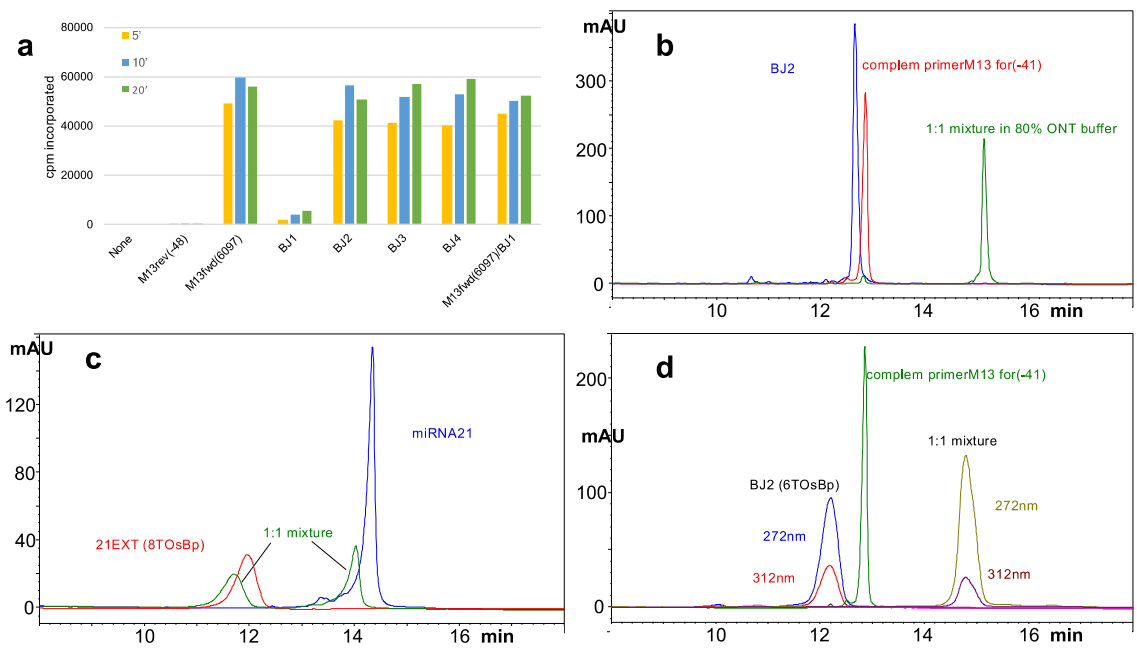 a
80000
60000
40000
20000
0
cpm incorporated
5'
10'
20'
None
M13rev(-48)
M13fwd(6097)
BJ1
BJ2
BJ3
BJ4
M13fwd(6097)/BJ1
b
mAU
300
200
100
0
BJ2
complem primerM13 for(-41)
1:1 mixture in 80% ONT buffer
10
12
14
min
16
c
mAU
120
80
40
0
miRNA21
1:1 mixture
21EXT (8TOsBp)
10
12
14
16
min
d
200
mAU
100
0
complem primerM13 for(-41)
1:1 mixture
BJ2 (6TOsBp)
272nm
272nm
312nm
312nm
10
12
14
min
16